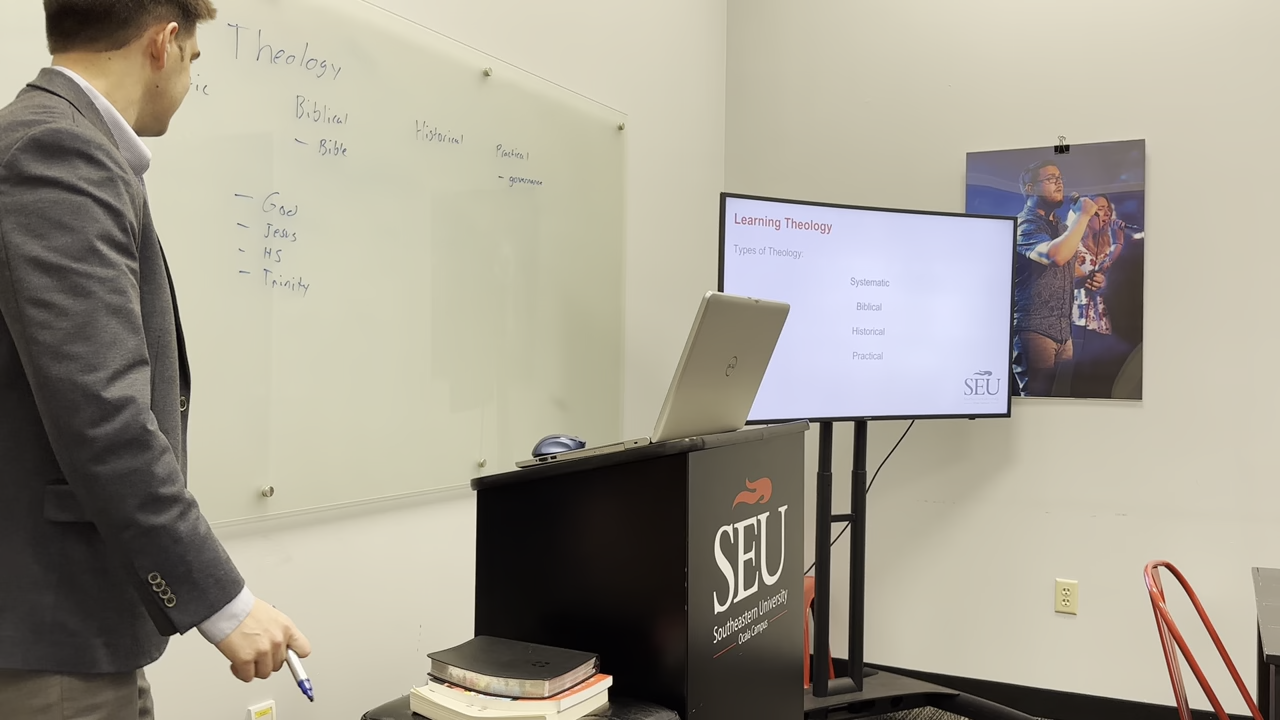 Theology
ic
Biblical
Historical
Practical
- Bible
- governance
- God
- Jesus
- HS
- Trinity
Learning Theology
Types of Theology:
Systematic
Biblical
Historical
Practical
SEU
SEU
Southeastern University
Ocala Campus